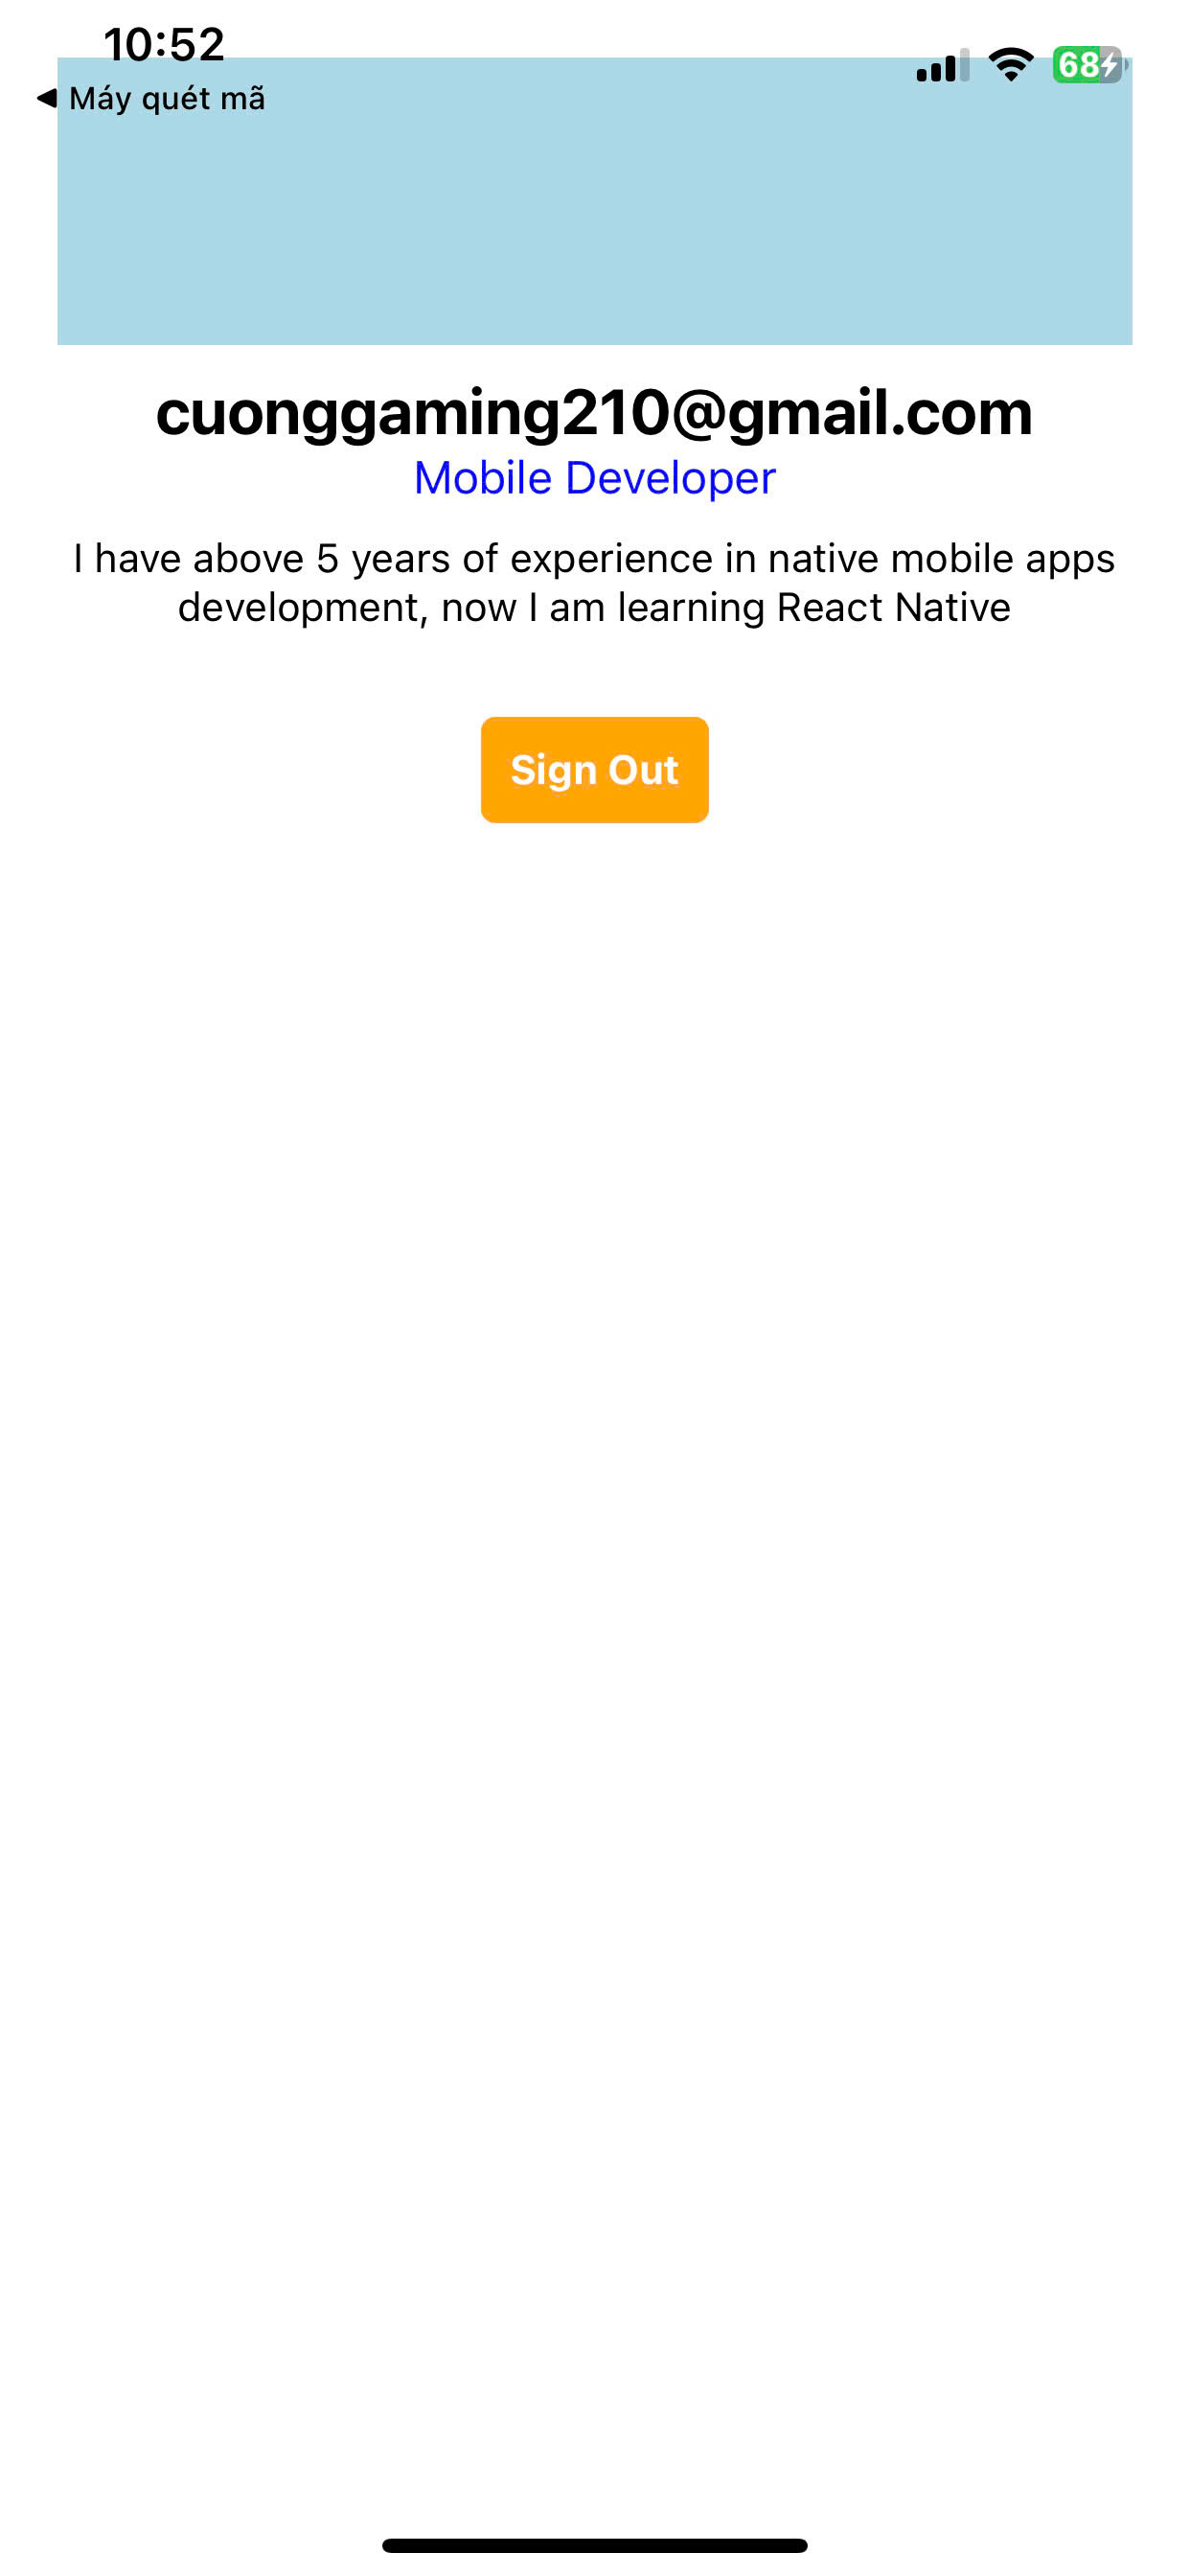 10:52
68
◀ Máy quét mã
cuonggaming210@gmail.com
Mobile Developer
I have above 5 years of experience in native mobile apps
development, now I am learning React Native
Sign Out